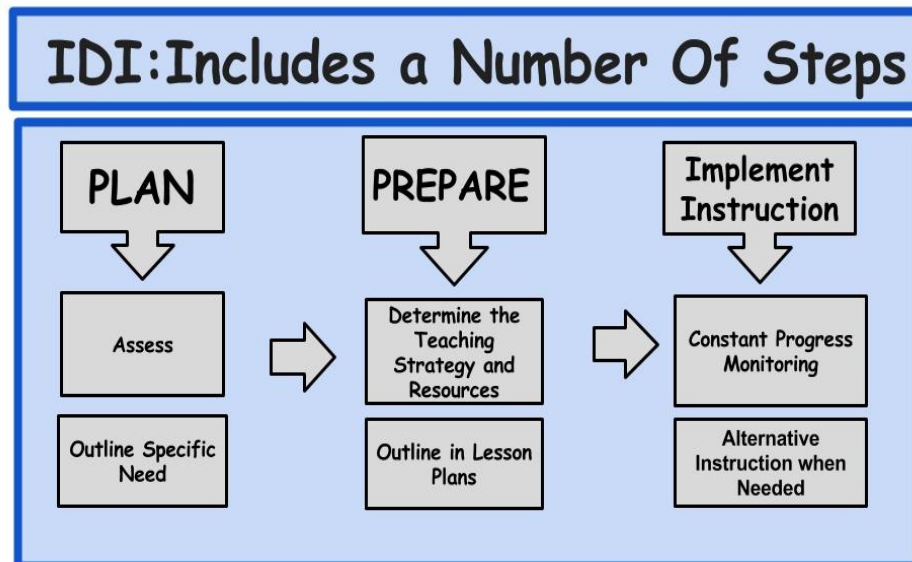 IDI:Includes a Number Of Steps
PLAN
Assess
Outline Specific
Need
PREPARE
Determine the
Teaching
Strategy and
Resources
Outline in Lesson
Plans
Implement
Instruction
Constant Progress
Monitoring
Alternative
Instruction when
Needed